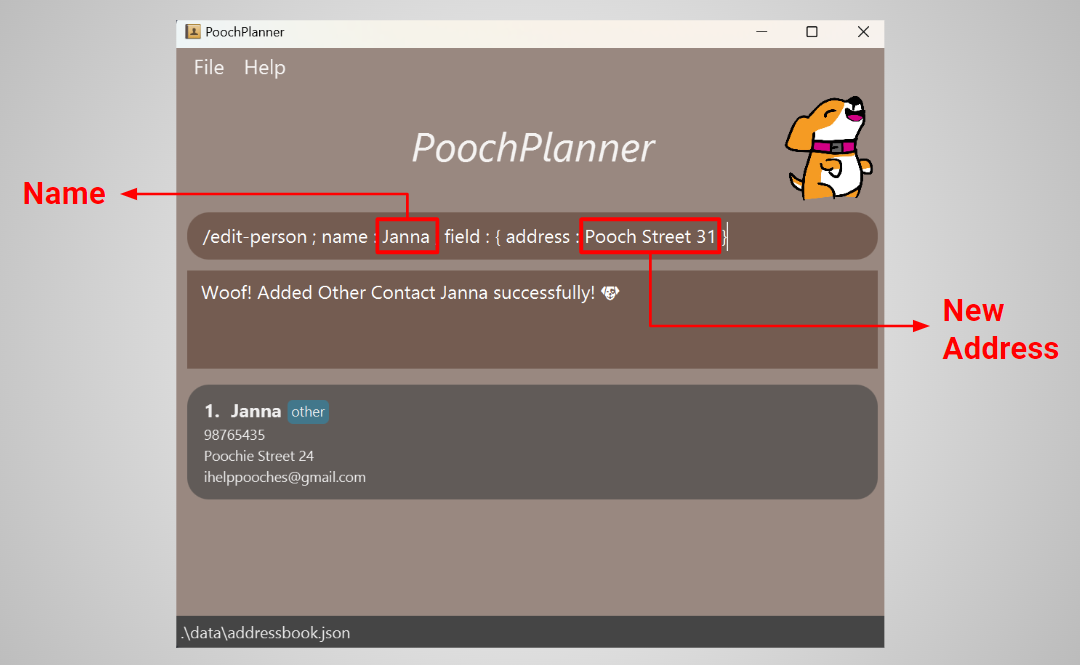 PoochPlanner
File Help
PoochPlanner
Name
/edit-person ; name : Janna ; field : { address : Pooch Street 31 }
Woof! Added Other Contact Janna successfully!
New
Address
1. Janna other
98765435
Poochie Street 24
ihelppooches@gmail.com
.\data\addressbook.json